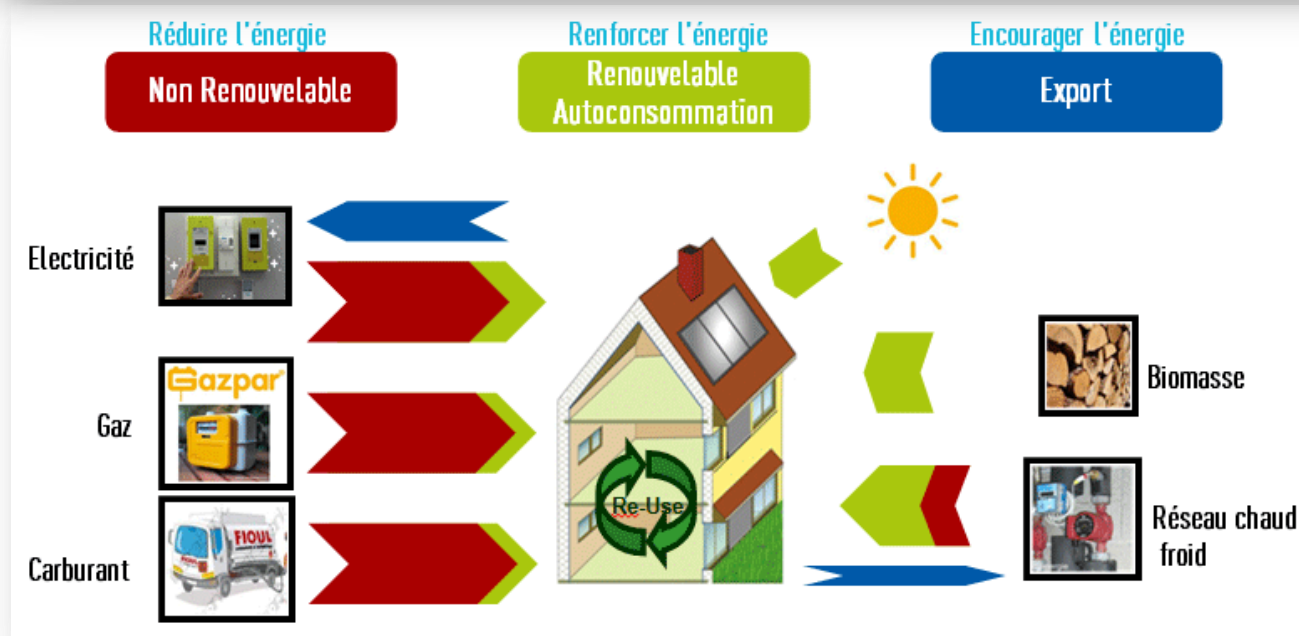 Réduire l'énergie
Non Renouvelable
Renforcer l'énergie
Renouvelable
Autoconsommation
Encourager l'énergie
Export
Electricité
Gazpar
Gaz
FIOUL
Carburant
Re-Use
Biomasse
Réseau chaud
froid